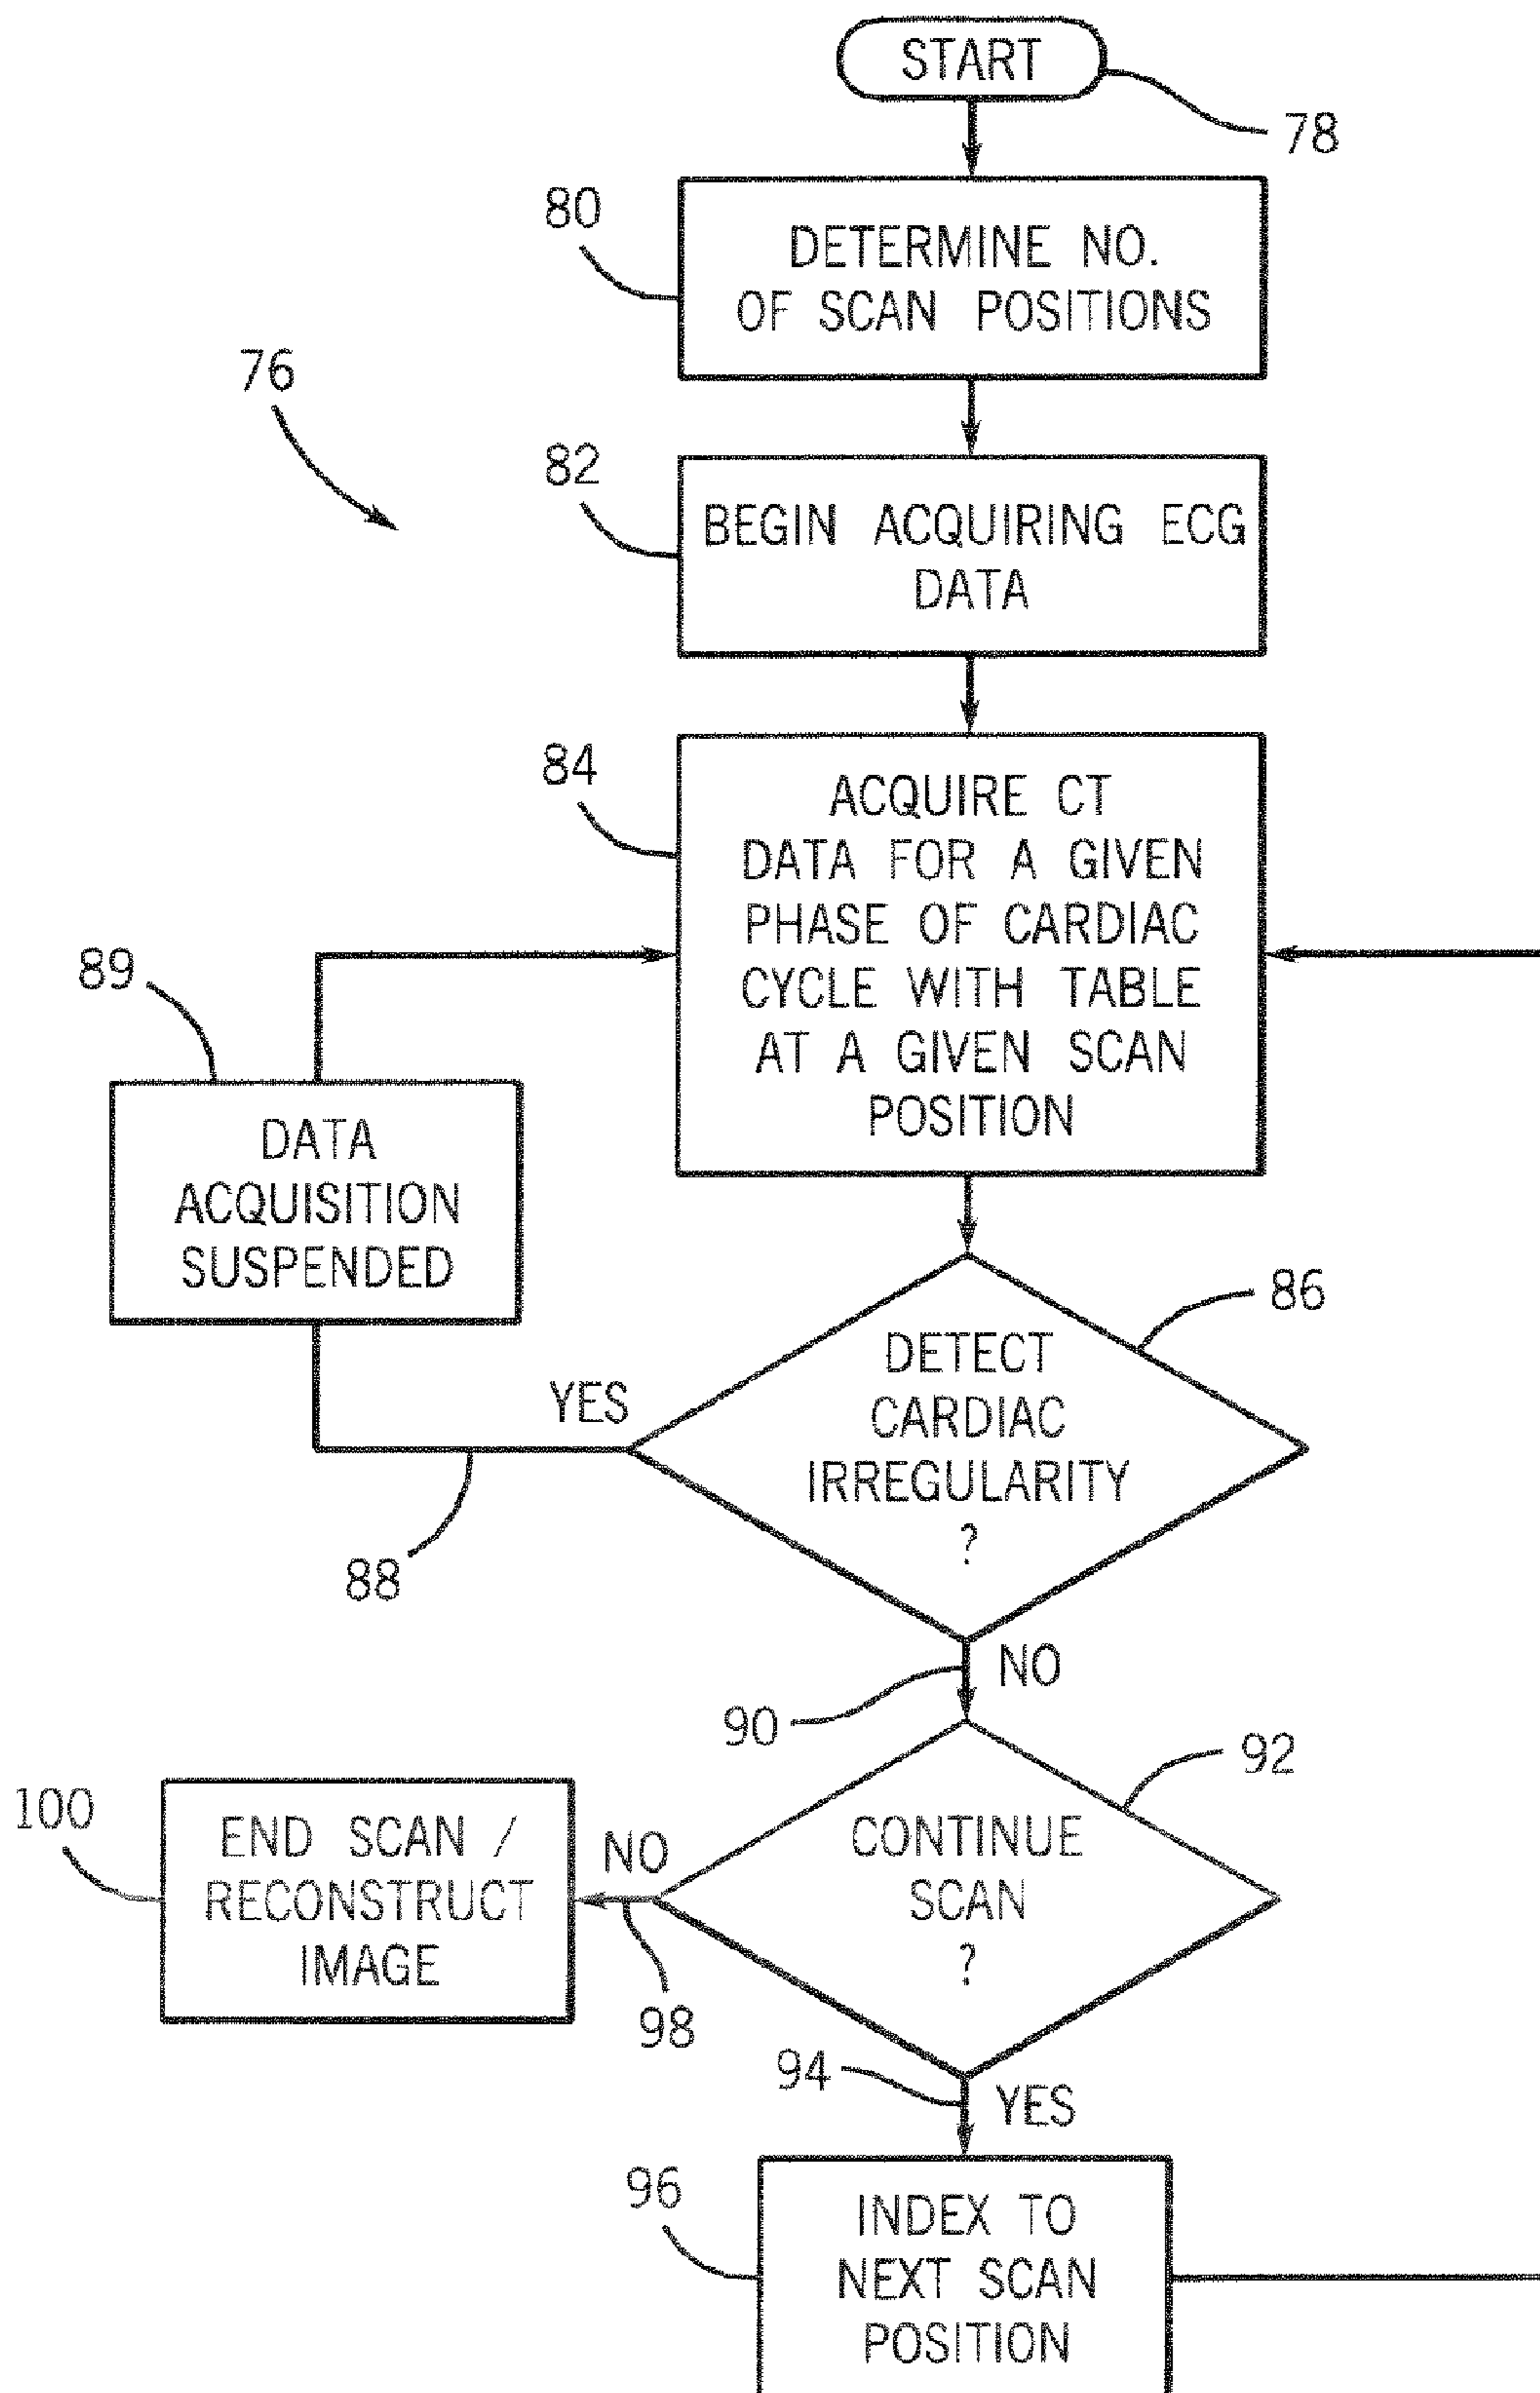 START
78
80
DETERMINE NO.
OF SCAN POSITIONS
76
82
BEGIN ACQUIRING ECG
DATA
84
ACQUIRE CT
DATA FOR A GIVEN
PHASE OF CARDIAC
CYCLE WITH TABLE
AT A GIVEN SCAN
POSITION
89
DATA
ACQUISITION
SUSPENDED
86
DETECT
CARDIAC
IRREGULARITY
?
YES
88
NO
90
92
CONTINUE
SCAN
?
100
END SCAN /
RECONSTRUCT
IMAGE
NO
98
94
YES
96
INDEX TO
NEXT SCAN
POSITION